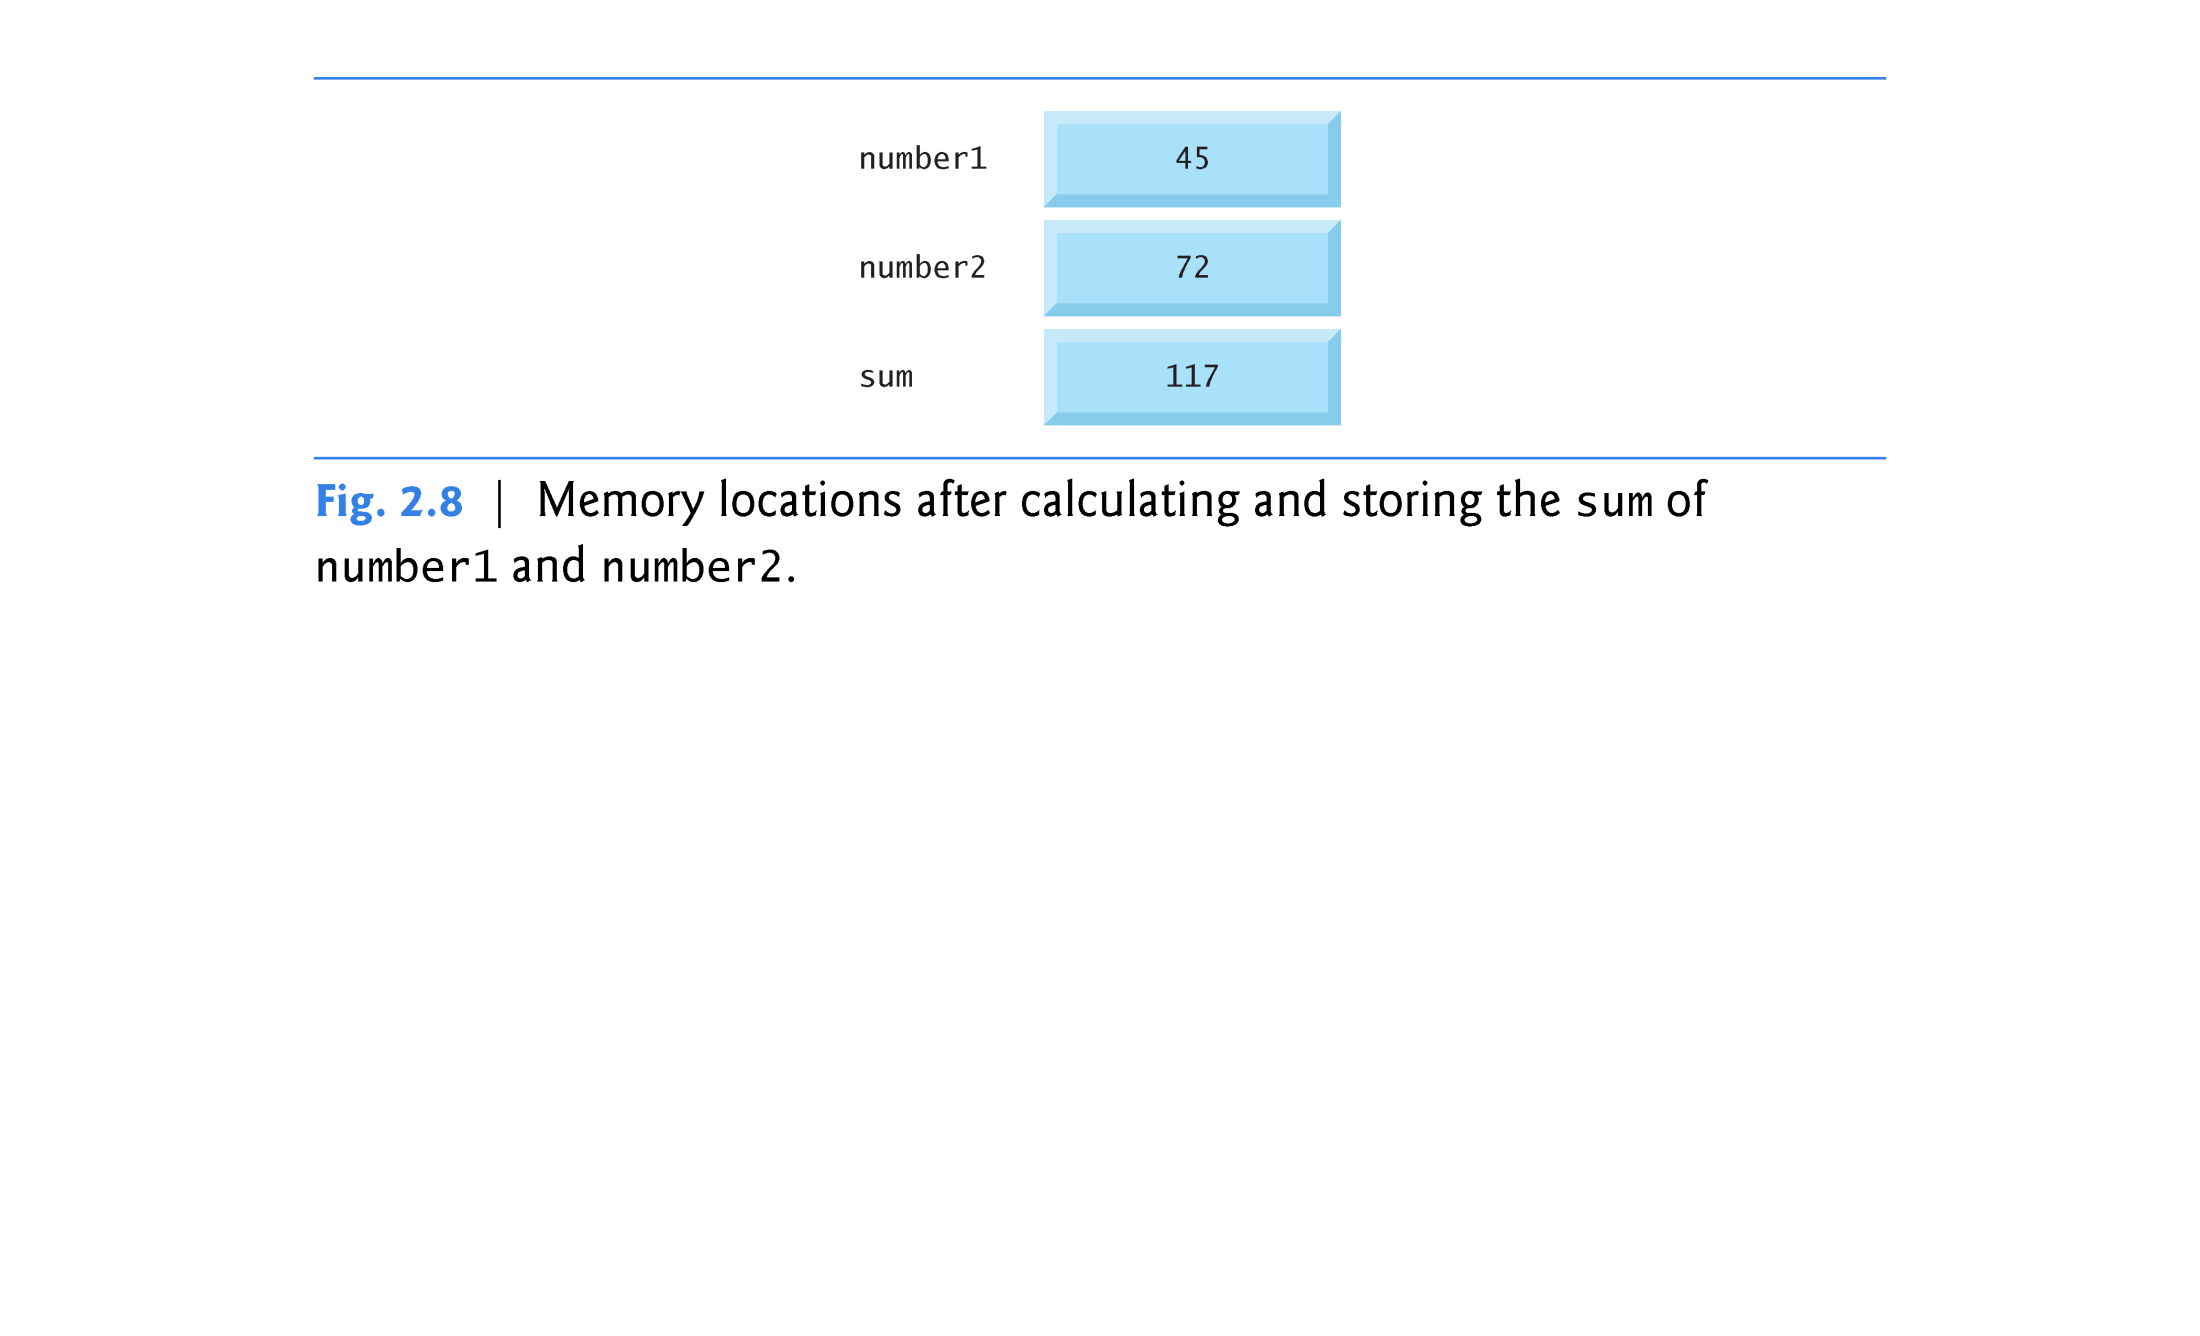 number1 45
number2 72
sum 117
Fig. 2.8 | Memory locations after calculating and storing the sum of
number1 and number2.